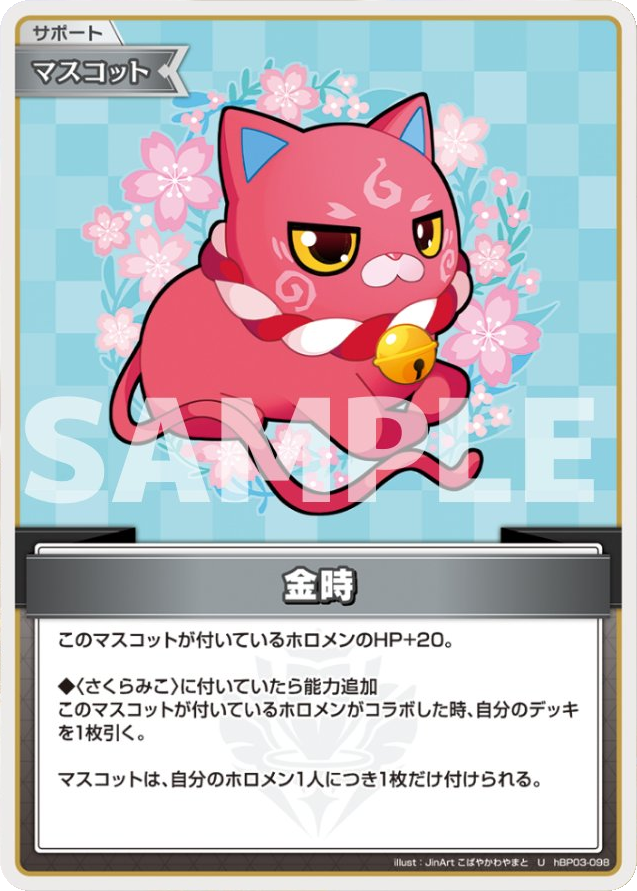 サポート
マスコット
SAMPLE
金時
このマスコットが付いているホロメンのHP+20。
◆〈さくらみこ〉に付いていたら能力追加
このマスコットが付いているホロメンがコラボした時、自分のデッキ
を1枚引く。
マスコットは、自分のホロメン1人につき1枚だけ付けられる。
illust：JinArt こばやかわやまと U hBP03-098